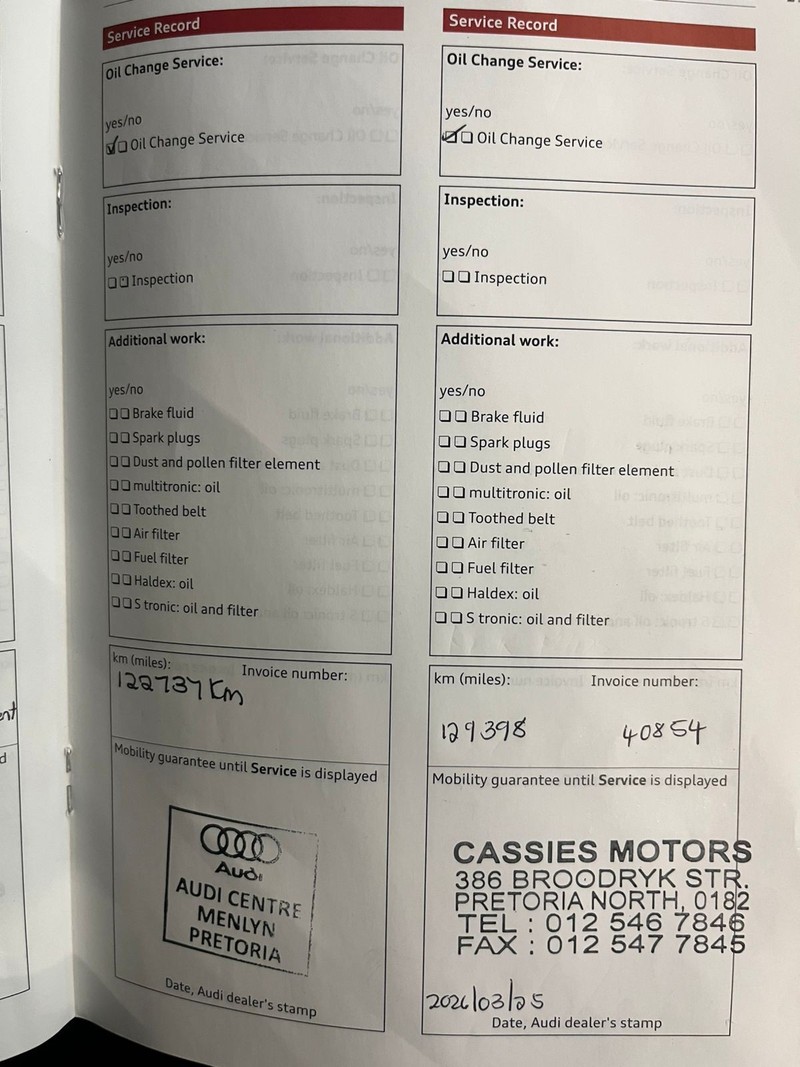 Service Record
Oil Change Service:
yes/no
Oil Change Service
Inspection:
yes/no
Inspection
Additional work:
yes/no
Brake fluid
Spark plugs
Dust and pollen filter element
multitronic: oil
Toothed belt
Air filter
Fuel filter
Haldex: oil
S tronic: oil and filter
km (miles): Invoice number:
122737 Km
Mobility guarantee until Service is displayed
Audi
AUDI CENTRE
MENLYN
PRETORIA
Date, Audi dealer's stamp
Service Record
Oil Change Service:
yes/no
Oil Change Service
Inspection:
yes/no
Inspection
Additional work:
yes/no
Brake fluid
Spark plugs
Dust and pollen filter element
multitronic: oil
Toothed belt
Air filter
Fuel filter
Haldex: oil
S tronic: oil and filter
km (miles): Invoice number:
129398 40854
Mobility guarantee until Service is displayed
CASSIES MOTORS
386 BROODRYK STR.
PRETORIA NORTH, 0182
TEL : 012 546 7846
FAX : 012 547 7845
2026/03/25
Date, Audi dealer's stamp